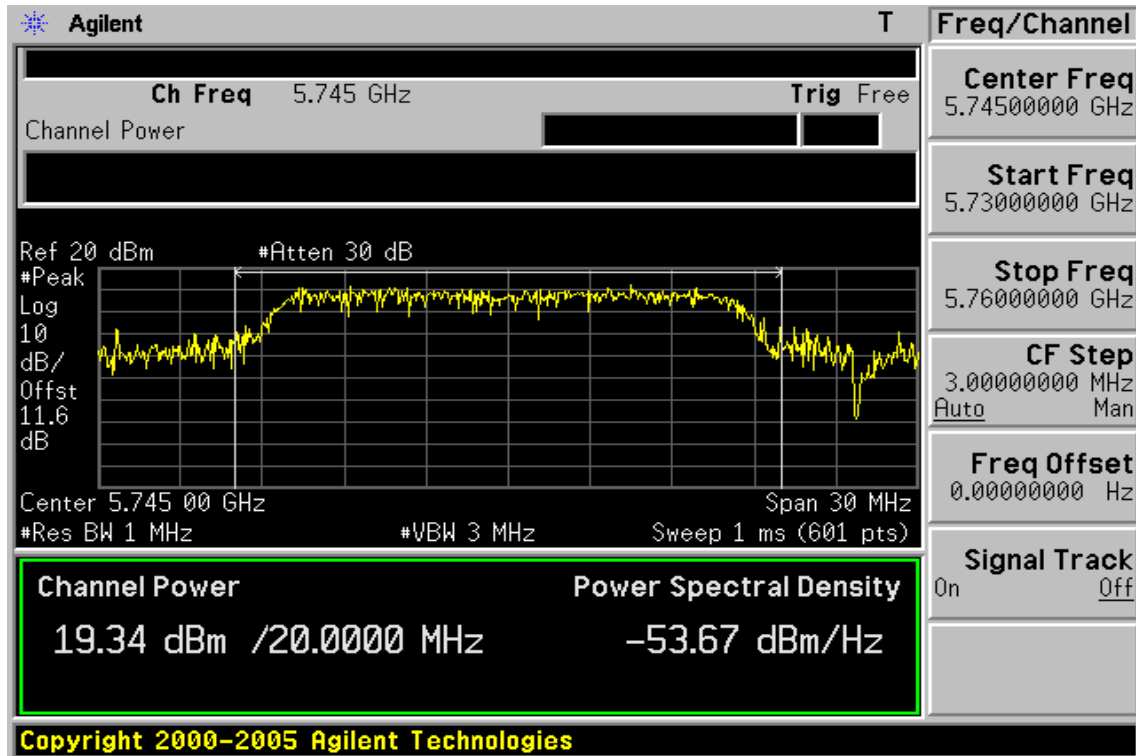 Agilent T
Ch Freq 5.745 GHz Trig Free
Channel Power
Ref 20 dBm #Atten 30 dB
#Peak
Log
10
dB/
Offst
11.6
dB
Center 5.745 00 GHz Span 30 MHz
#Res BW 1 MHz #VBW 3 MHz Sweep 1 ms (601 pts)
Channel Power Power Spectral Density
19.34 dBm /20.0000 MHz -53.67 dBm/Hz
Copyright 2000-2005 Agilent Technologies
Freq/Channel
Center Freq
5.74500000 GHz
Start Freq
5.73000000 GHz
Stop Freq
5.76000000 GHz
CF Step
3.00000000 MHz
Auto Man
Freq Offset
0.00000000 Hz
Signal Track
On Off